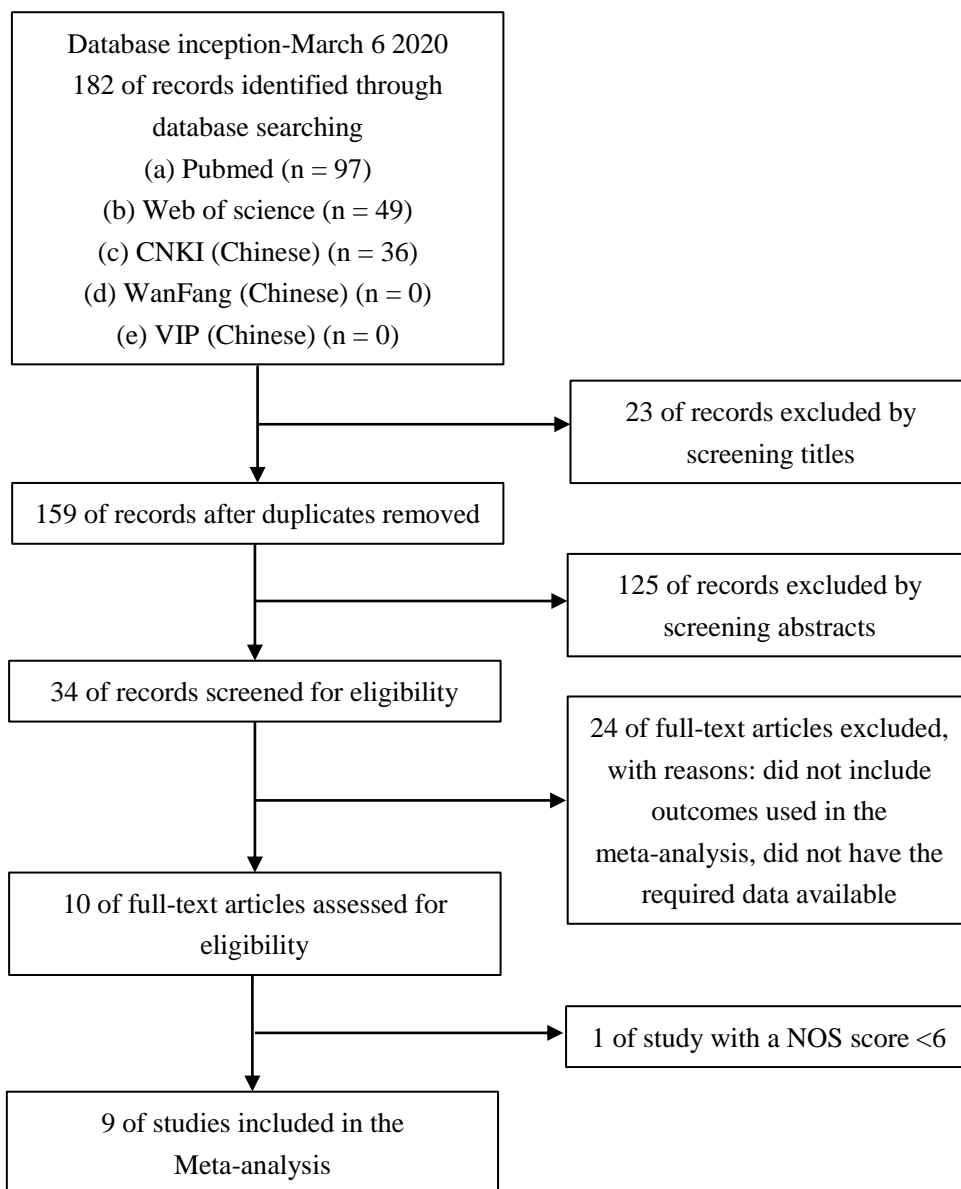 Database inception-March 6 2020
182 of records identified through
database searching
(a) Pubmed (n = 97)
(b) Web of science (n = 49)
(c) CNKI (Chinese) (n = 36)
(d) WanFang (Chinese) (n = 0)
(e) VIP (Chinese) (n = 0)
23 of records excluded by
screening titles
159 of records after duplicates removed
125 of records excluded by
screening abstracts
34 of records screened for eligibility
24 of full-text articles excluded,
with reasons: did not include
outcomes used in the
meta-analysis, did not have the
required data available
10 of full-text articles assessed for
eligibility
1 of study with a NOS score <6
9 of studies included in the
Meta-analysis